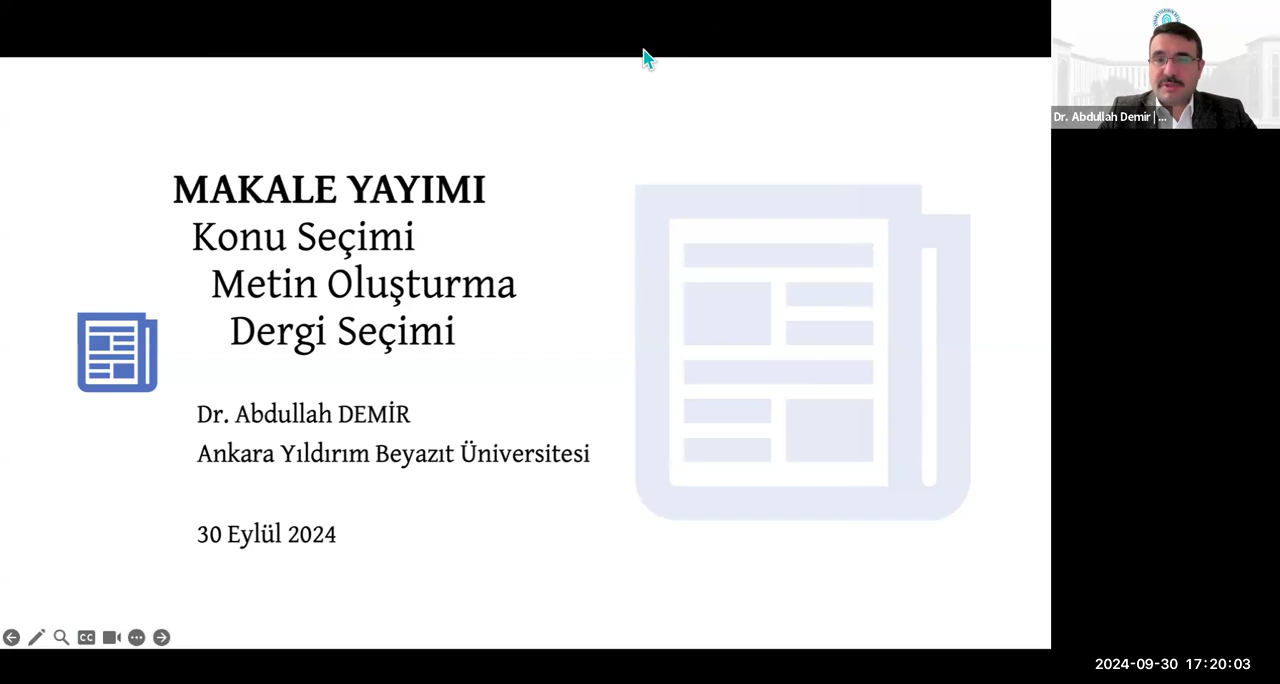 MAKALE YAYIMI
Konu Seçimi
Metin Oluşturma
Dergi Seçimi
Dr. Abdullah DEMİR
Ankara Yıldırım Beyazıt Üniversitesi
30 Eylül 2024
Dr. Abdullah Demir | ...
CC
2024-09-30 17:20:03